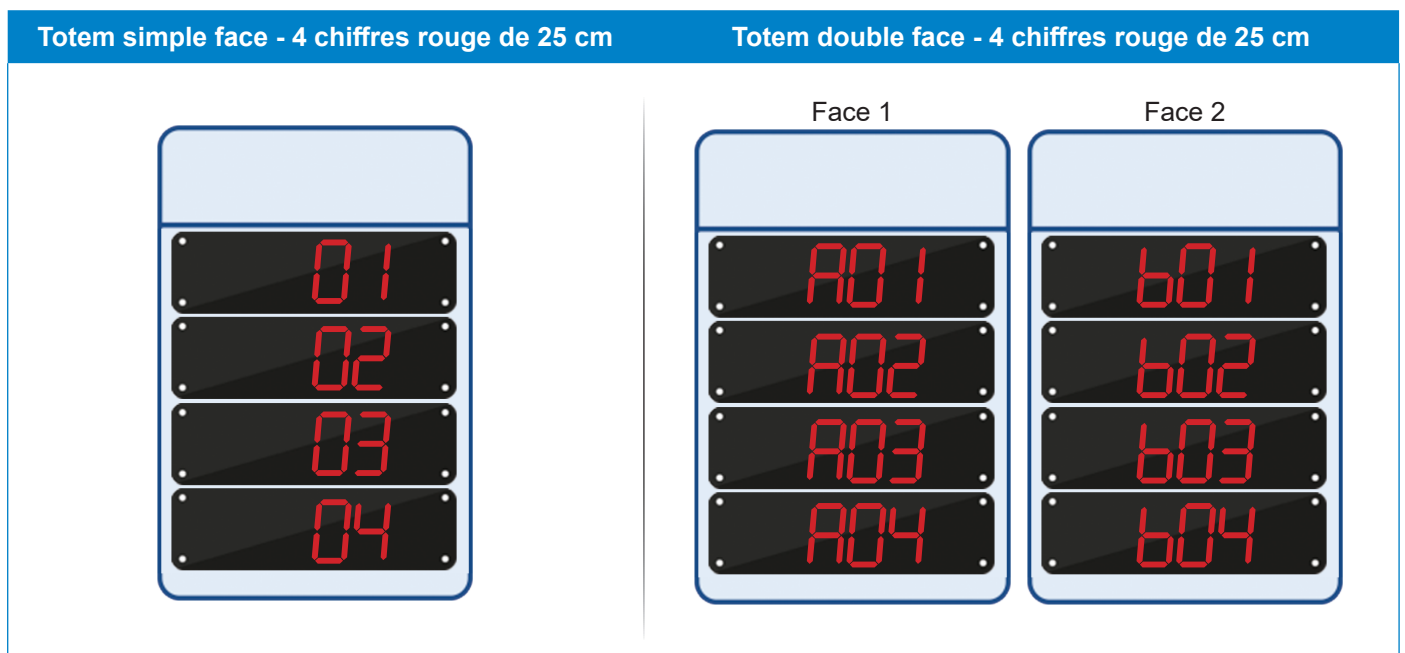 Totem simple face - 4 chiffres rouge de 25 cm
01
02
03
04
Totem double face - 4 chiffres rouge de 25 cm
Face 1
A01
A02
A03
A04
Face 2
b01
b02
b03
b04